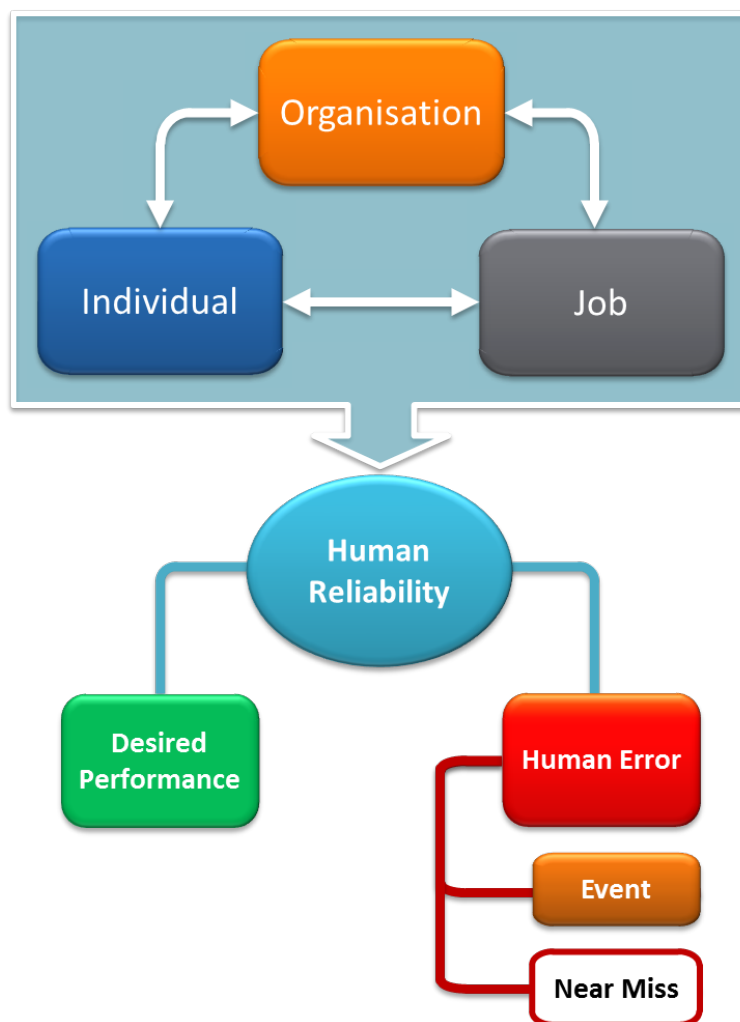 Organisation
Individual
Job
Human
Reliability
Desired
Performance
Human Error
Event
Near Miss